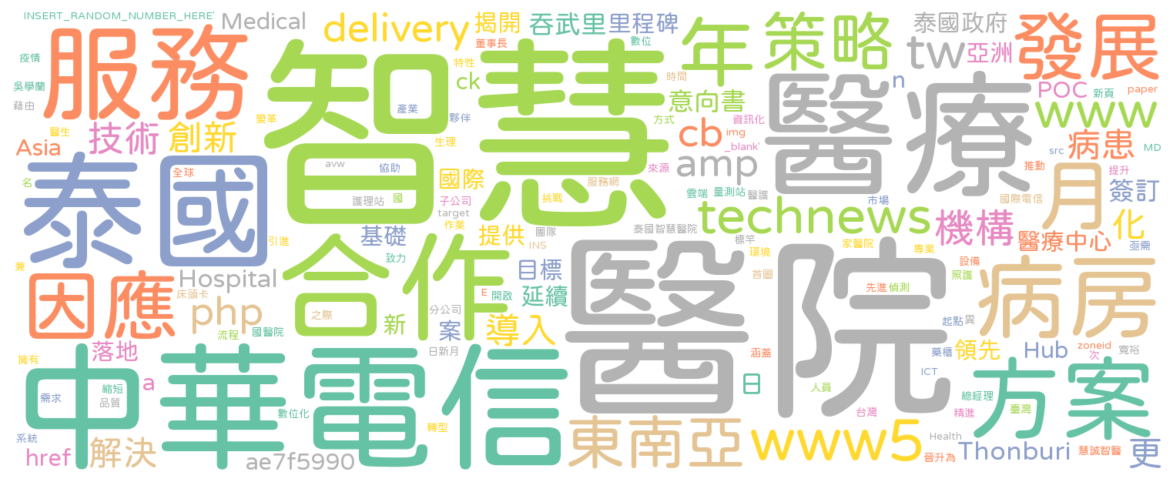 INSERT_RANDOM_NUMBER_HERE'
Medical
delivery
揭開
吞武里
里程碑
年
策略
泰國政府
發展
疫情
服務
智慧
董事長
數位
特性
ck
時間
tw
亞洲
吳學蘭
藉由
產業
夥伴
意向書
醫療
n
POC
新頁
paper
www
醫生
技術
創新
變革
生理
方式
資訊化
cb
img
_blank'
病患
MD
Asia
泰國
全球
avw
協助
國際
挑戰
服務網
來源
amp
src
推動
提升
名
護理站
國
子公司
target
作業
雲端
量測站
醫護
市場
月
簽訂
化
引進
基礎
提供
團隊
INS
technews
機構
國際電信
醫療中心
亟需
兼
合作
致力
目標
泰國智慧醫院
標竿
環境
家醫院
專業
因應
Hospital
床頭卡
E
開啟
延續
首圖
醫院
先進
偵測
設備
照護
病房
php
之際
分公司
新
案
導入
起點
異
流程
國醫院
日新月
落地
涵蓋
藥櫃
領先
Hub
zoneid
次
寬裕
擁有
中華電信
a
縮短
品質
需求
日
人員
ICT
方案
總經理
數位化
台灣
精進
臺灣
系統
轉型
href
解決
ae7f5990
東南亞
www5
Health
晉升為
Thonburi
慧誠智醫
更